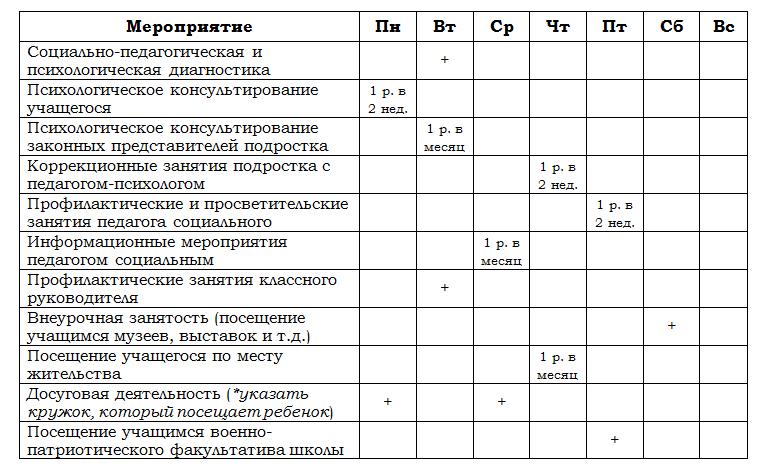 Мероприятие Пн Вт Ср Чт Пт Сб Вс
Социально-педагогическая и
психологическая диагностика +
Психологическое консультирование 1 р. в
учащегося 2 нед.
Психологическое консультирование 1 р. в
законных представителей подростка месяц
Коррекционные занятия подростка с 1 р. в
педагогом-психологом 2 нед.
Профилактические и просветительские 1 р. в
занятия педагога социального 2 нед.
Информационные мероприятия 1 р. в
педагогом социальным месяц
Профилактические занятия классного
руководителя +
Внеурочная занятость (посещение
учащимся музеев, выставок и т.д.) +
Посещение учащегося по месту 1 р. в
жительства месяц
Досуговая деятельность (*указать
кружок, который посещает ребенок) + +
Посещение учащимся военно-
патриотического факультатива школы +